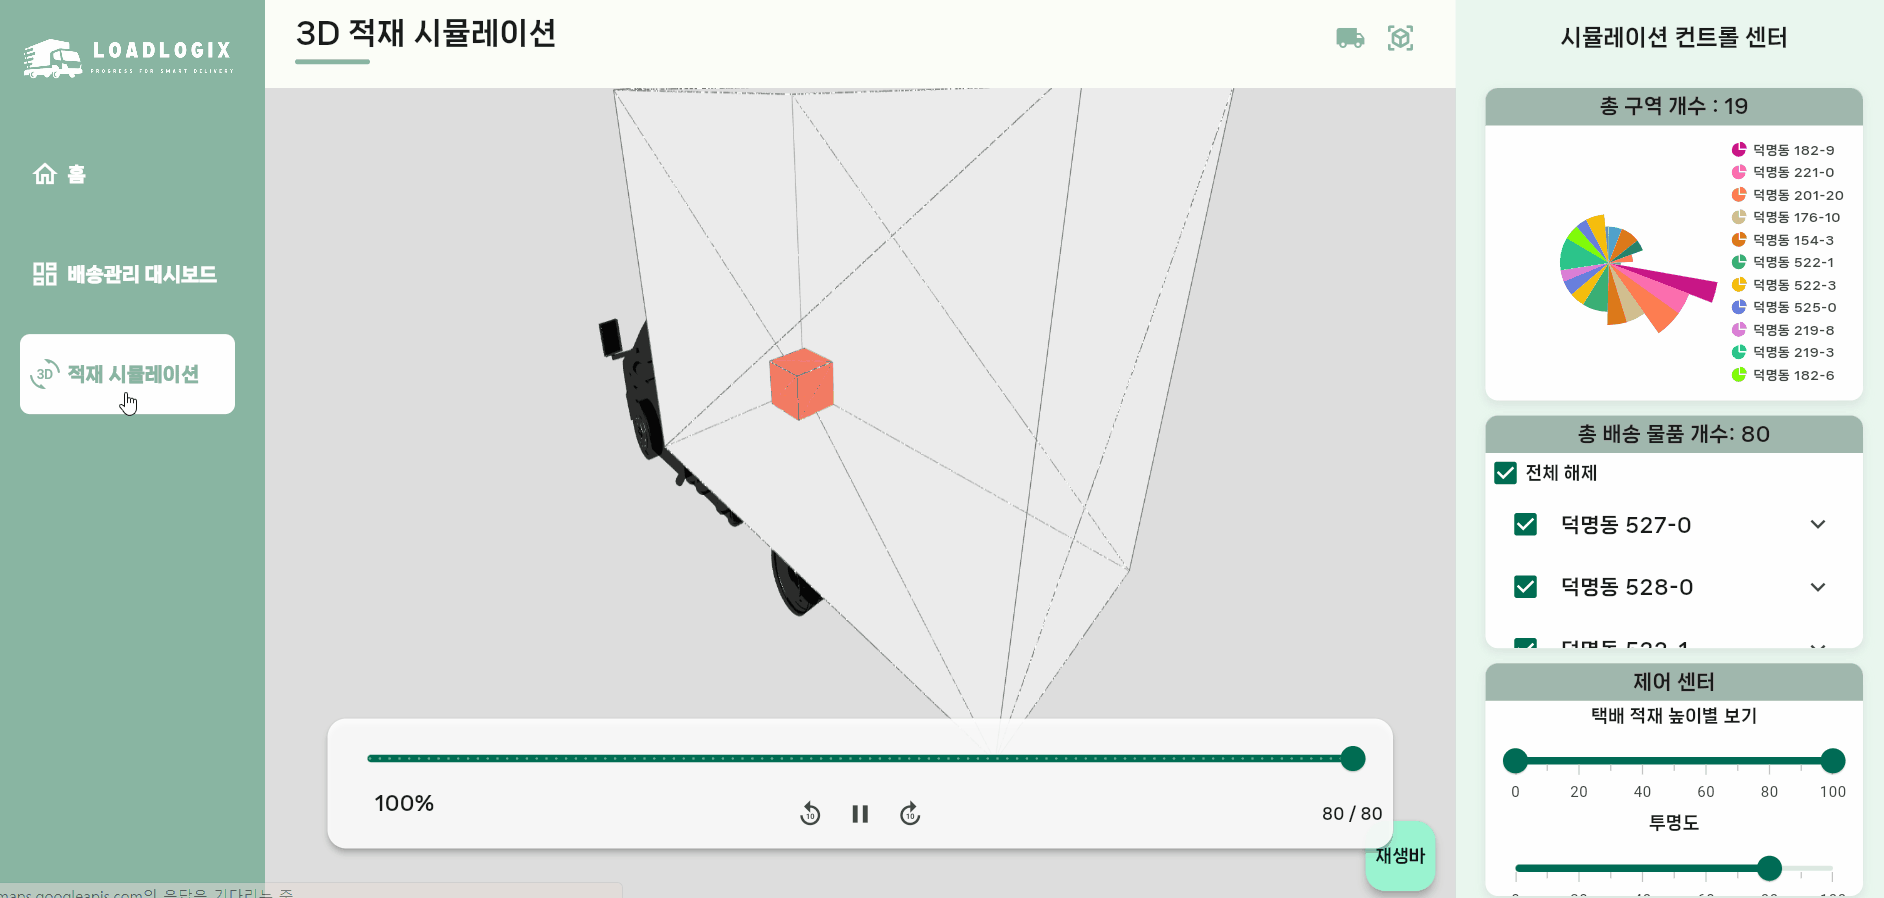 LOADLOGIX
PROGRESS FOR SMART DELIVERY
홈
배송관리 대시보드
3D
적재 시뮬레이션
3D 적재 시뮬레이션
100%
10
10
80 / 80
재생바
시뮬레이션 컨트롤 센터
총 구역 개수 : 19
덕명동 182-9
덕명동 221-0
덕명동 201-20
덕명동 176-10
덕명동 154-3
덕명동 522-1
덕명동 522-3
덕명동 525-0
덕명동 219-8
덕명동 219-3
덕명동 182-6
총 배송 물품 개수: 80
전체 해제
덕명동 527-0
덕명동 528-0
제어 센터
택배 적재 높이별 보기
0 20 40 60 80 100
투명도